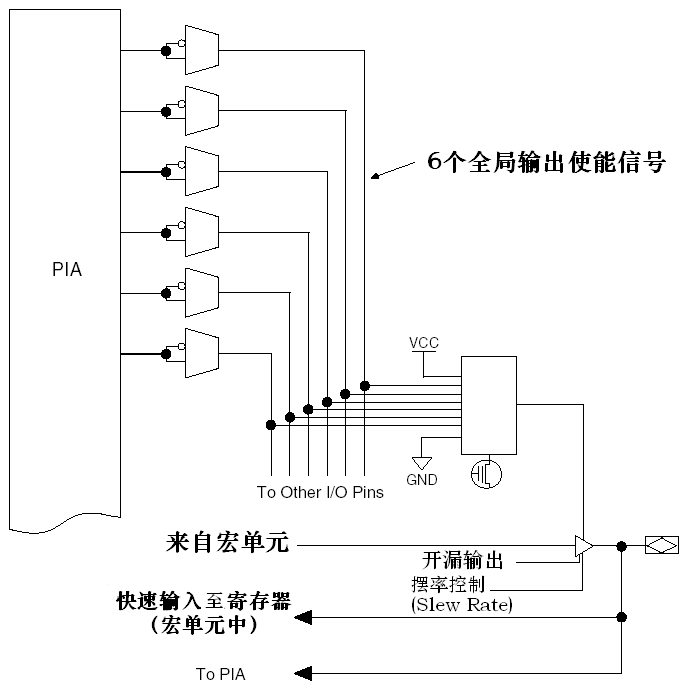 6个全局输出使能信号
PIA
VCC
GND
To Other I/O Pins
来自宏单元
开漏输出
摆率控制
(Slew Rate)
快速输入至寄存器
（宏单元中）
To PIA